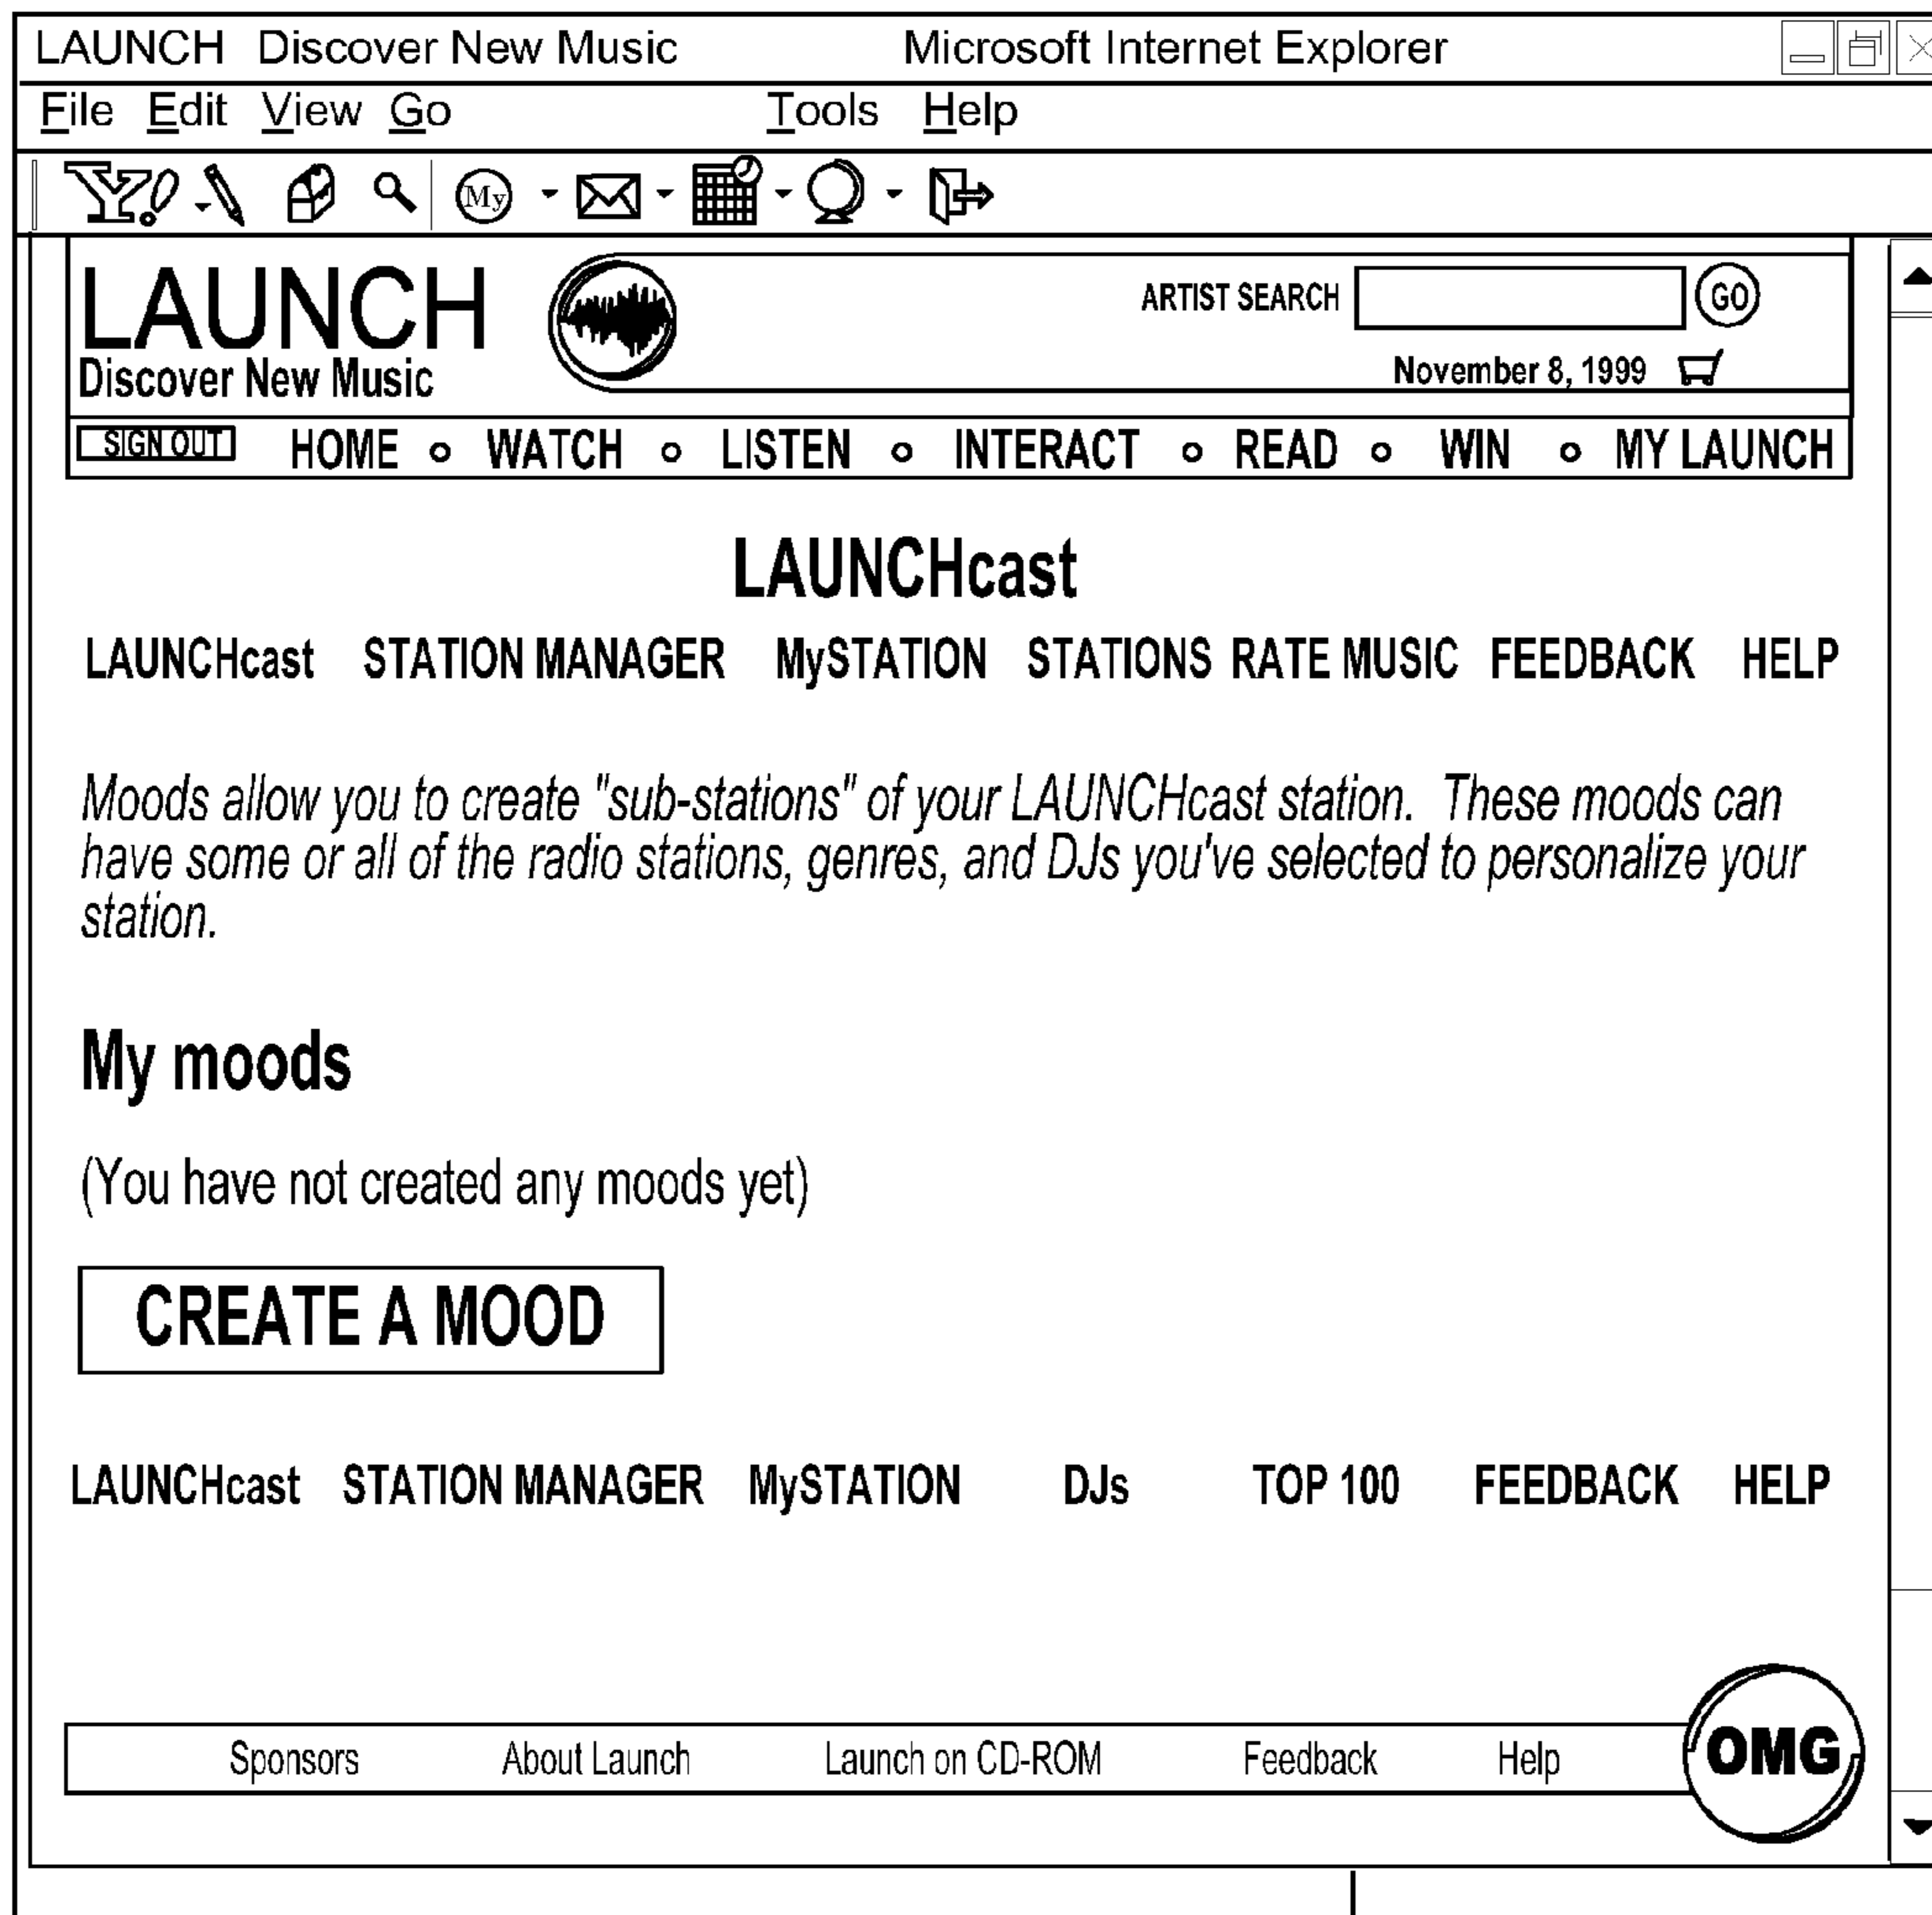 LAUNCH Discover New Music Microsoft Internet Explorer
File Edit View Go Tools Help
Y! My
LAUNCH
Discover New Music
ARTIST SEARCH GO
November 8, 1999
SIGN OUT HOME WATCH LISTEN INTERACT READ WIN MY LAUNCH
LAUNCHcast
LAUNCHcast STATION MANAGER MySTATION STATIONS RATE MUSIC FEEDBACK HELP
Moods allow you to create "sub-stations" of your LAUNCHcast station. These moods can
have some or all of the radio stations, genres, and DJs you've selected to personalize your
station.
My moods
(You have not created any moods yet)
CREATE A MOOD
LAUNCHcast STATION MANAGER MySTATION DJs TOP 100 FEEDBACK HELP
Sponsors About Launch Launch on CD-ROM Feedback Help OMG